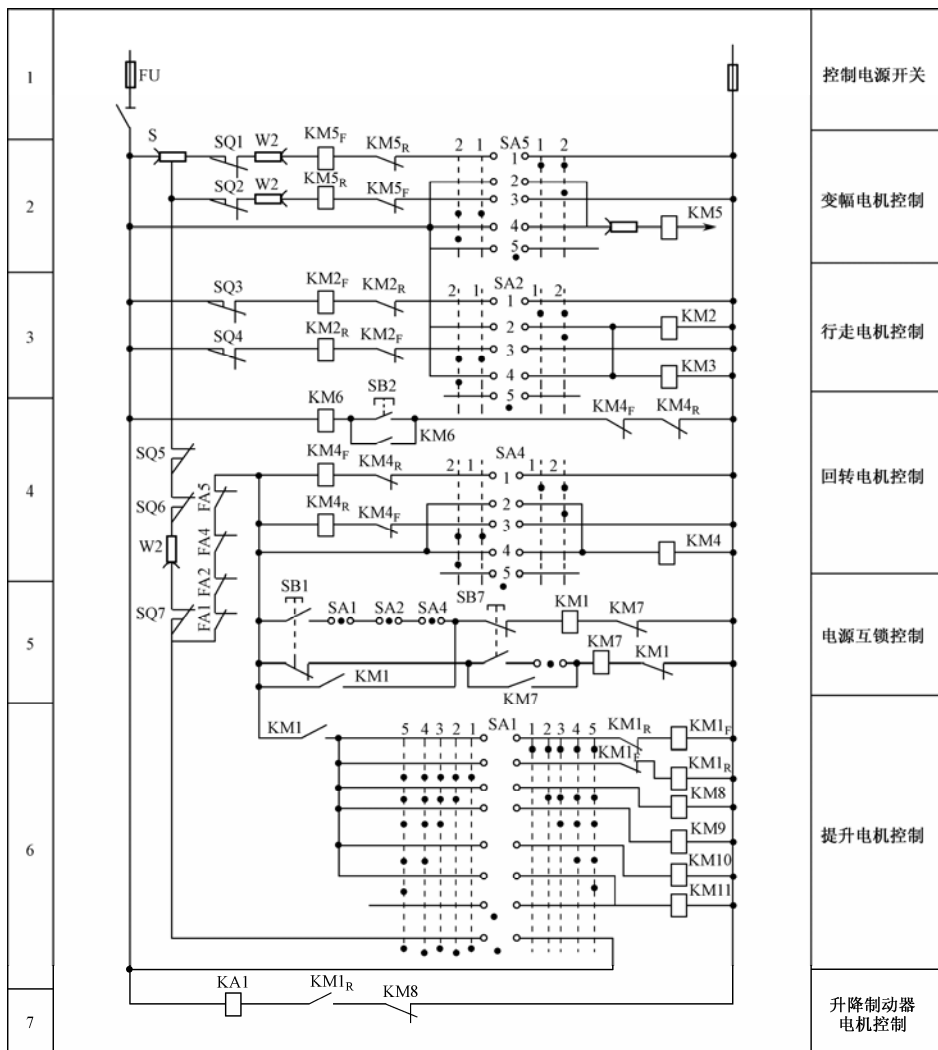 1
FU
控制电源开关
S
SQ1
W2
KM5F
KM5R
2 1
SA5
1 2
1
2
变幅电机控制
SQ2
W2
KM5R
KM5F
2
3
4
KM5
5
3
行走电机控制
SQ3
KM2F
KM2R
2 1
SA2
1 2
1
2
KM2
SQ4
KM2R
KM2F
3
4
KM3
5
4
回转电机控制
KM6
SB2
KM6
KM4F
KM4R
SQ5
FA5
KM4F
KM4R
2 1
SA4
1 2
1
SQ6
2
KM4R
KM4F
3
W2
FA4
4
KM4
5
5
电源互锁控制
SQ7
FA2
FA1
SB1
SA1
SA2
SA4
SB7
KM1
KM7
KM7
KM1
KM1
KM7
6
提升电机控制
KM1
5 4 3 2 1
SA1
1 2 3 4 5
KM1R
KM1F
KM1F
KM1R
KM8
KM9
KM10
KM11
7
升降制动器
电机控制
KA1
KM1R
KM8